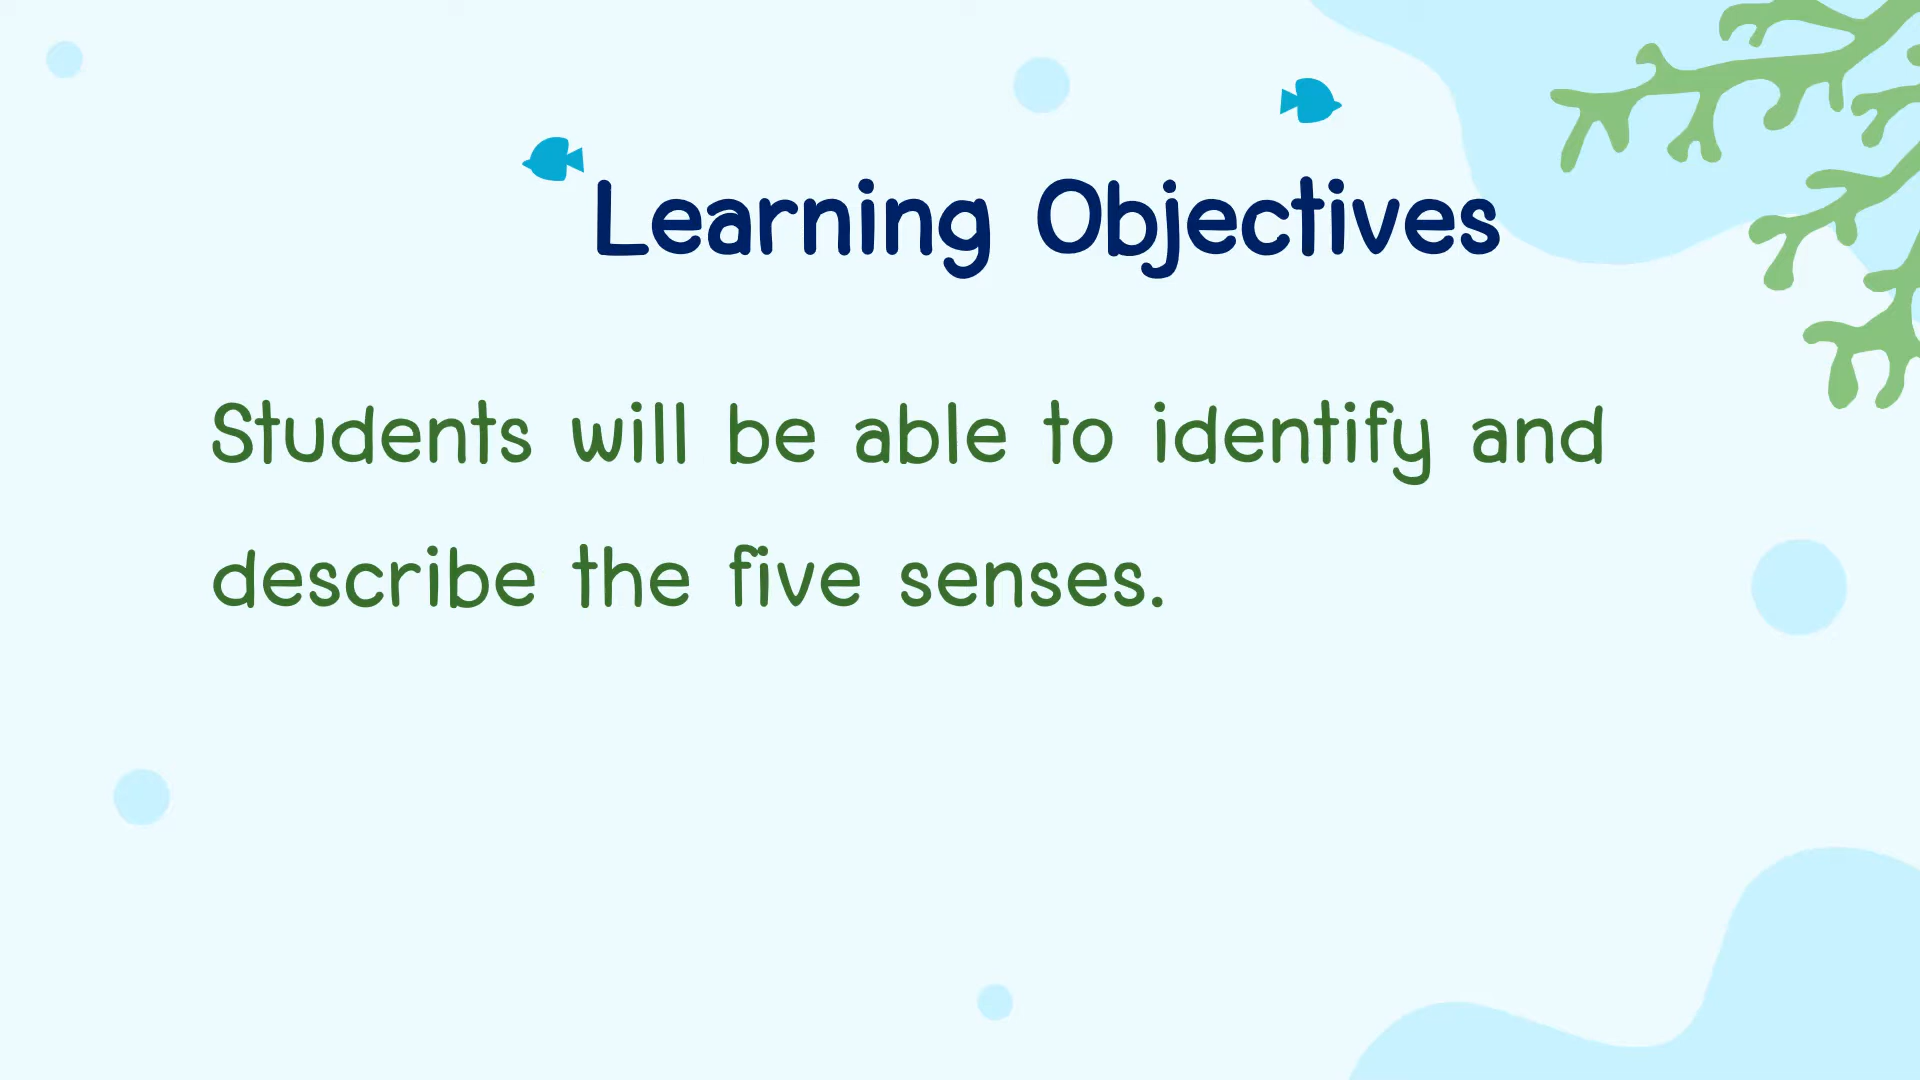 Learning Objectives
Students will be able to identify and
describe the five senses.